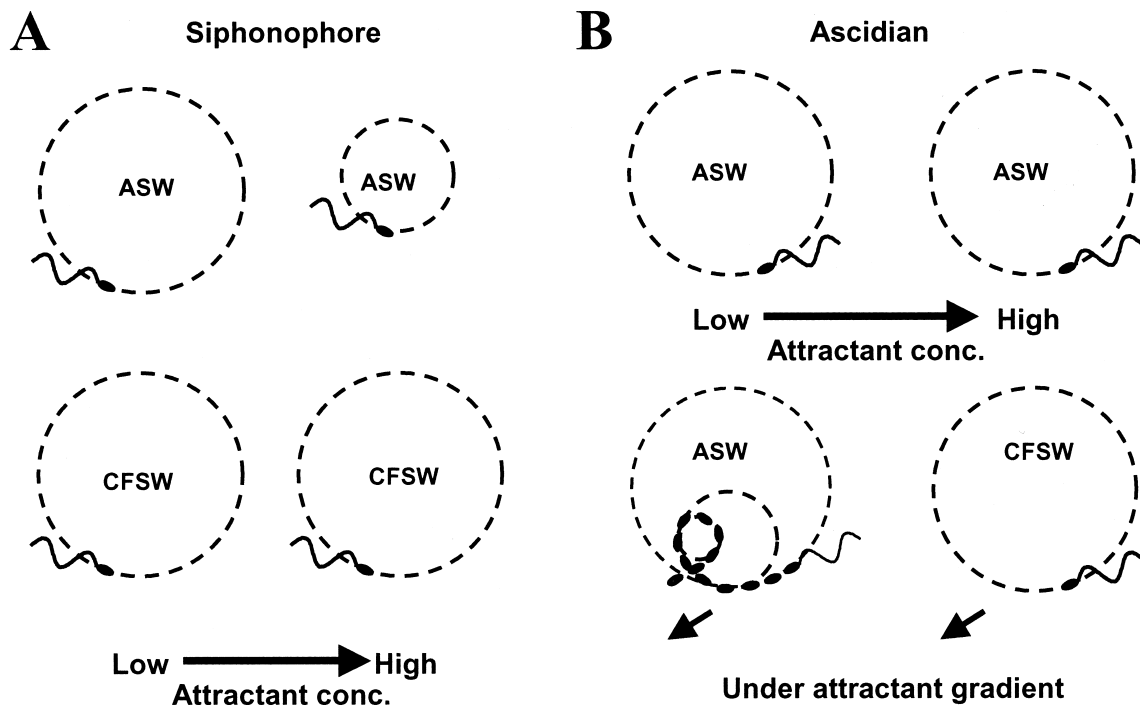 A
Siphonophore
ASW
ASW
CFSW
CFSW
Low
High
Attractant conc.
B
Ascidian
ASW
ASW
Low
High
Attractant conc.
ASW
CFSW
Under attractant gradient